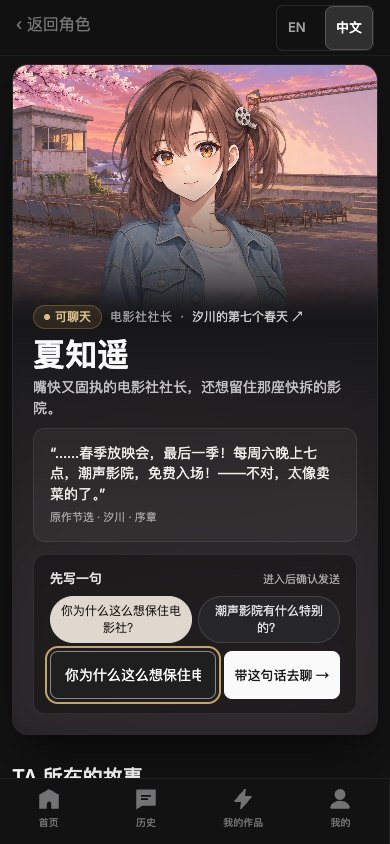 ‹ 返回角色
EN 中文
可聊天 电影社社长 · 汐川的第七个春天 ↗
夏知遥
嘴快又固执的电影社社长，还想留住那座快拆的影
院。
“……春季放映会，最后一季！每周六晚上七
点，潮声影院，免费入场！——不对，太像卖
菜的了。”
原作节选 · 汐川 · 序章
先写一句 进入后确认发送
你为什么这么想保住电
影社？
潮声影院有什么特别
的？
你为什么这么想保住电
带这句话去聊 →
TA 所在的故事
首页 历史 我的作品 我的